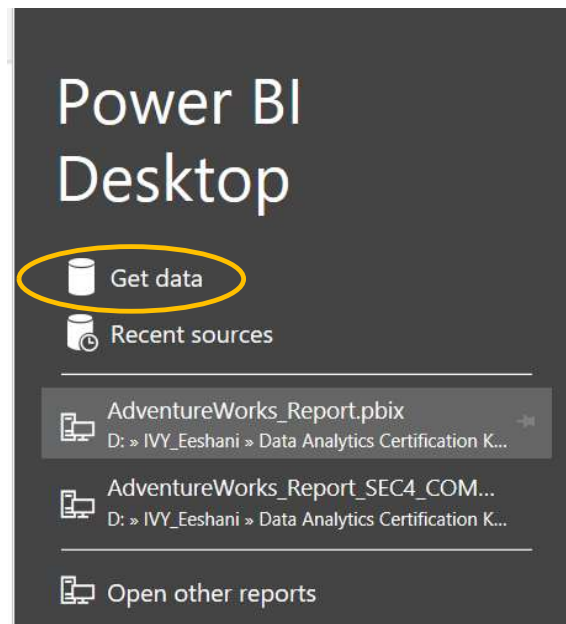 Power BI
Desktop
Get data
Recent sources
AdventureWorks_Report.pbix
D: » IVY_Eeshani » Data Analytics Certification K...
AdventureWorks_Report_SEC4_COM...
D: » IVY_Eeshani » Data Analytics Certification K...
Open other reports